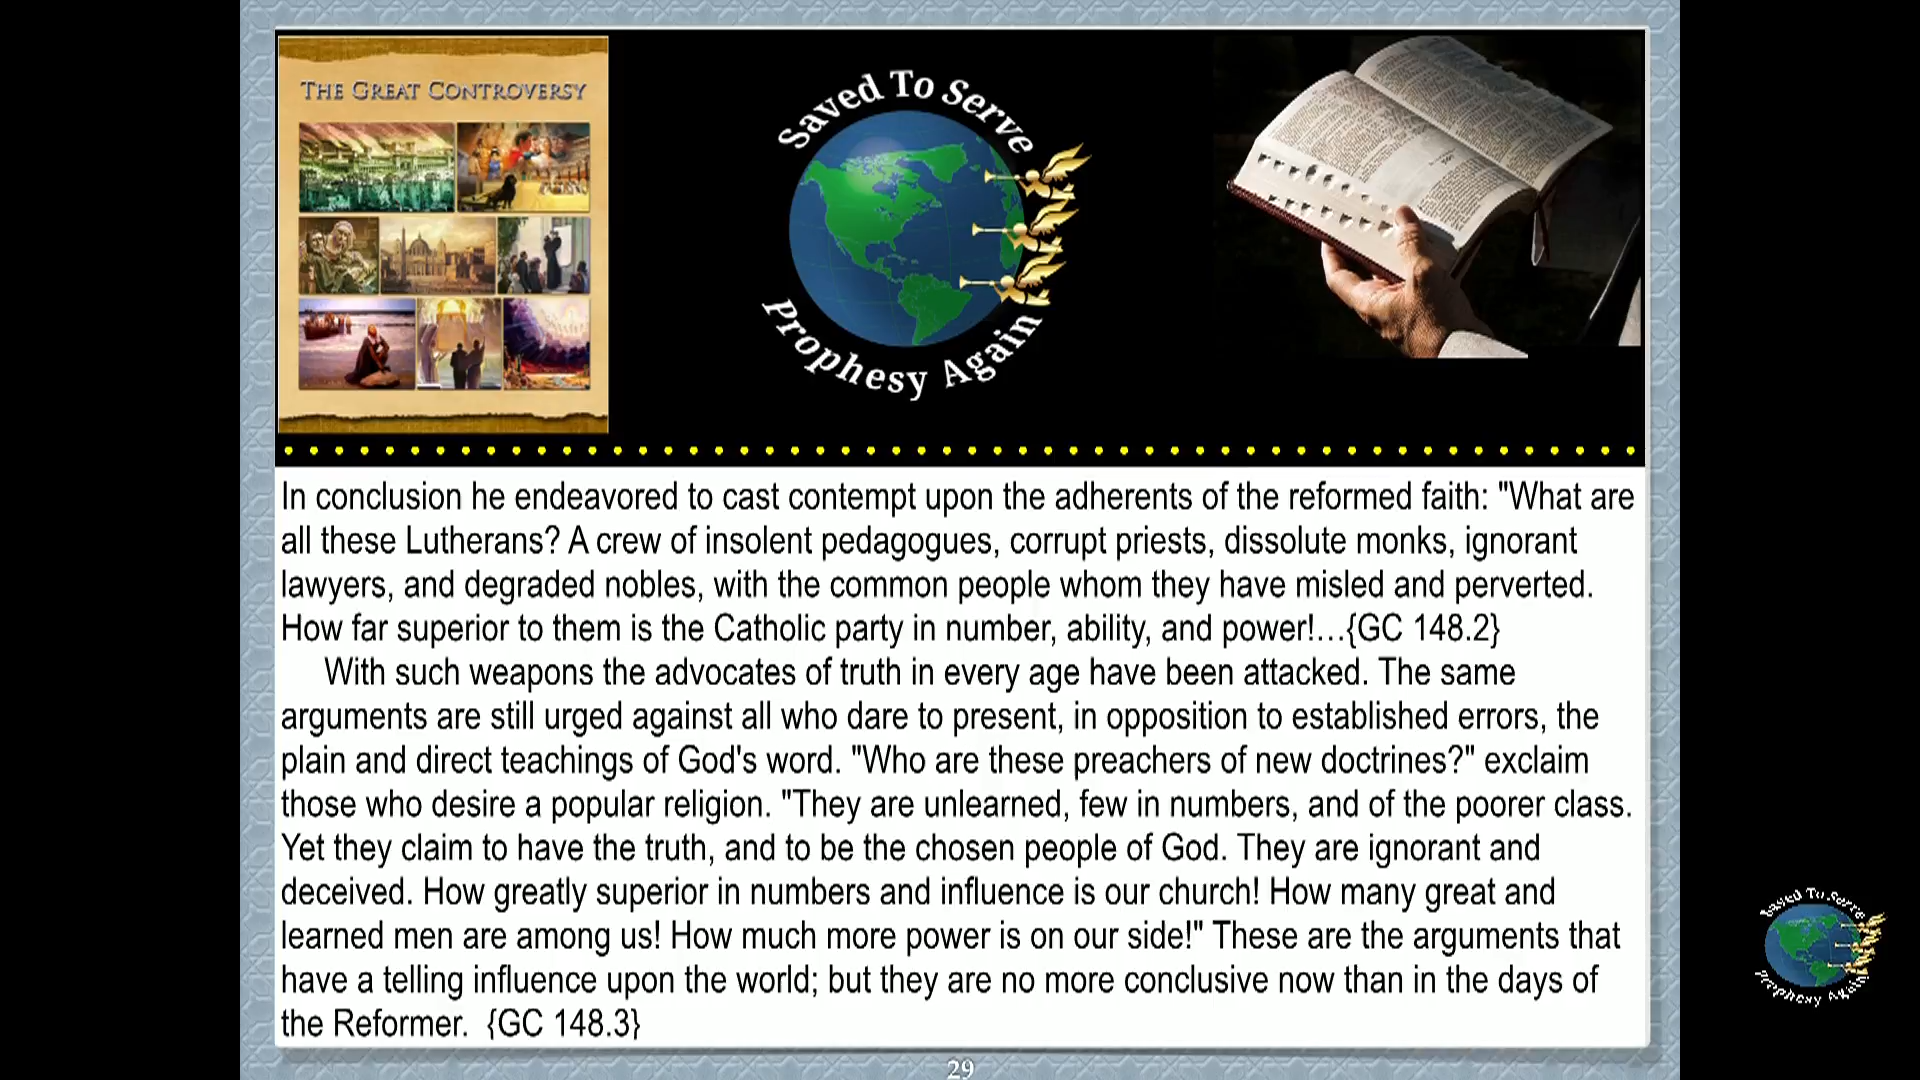 THE GREAT CONTROVERSY
Saved To Serve
Prophesy Again
In conclusion he endeavored to cast contempt upon the adherents of the reformed faith: "What are
all these Lutherans? A crew of insolent pedagogues, corrupt priests, dissolute monks, ignorant
lawyers, and degraded nobles, with the common people whom they have misled and perverted.
How far superior to them is the Catholic party in number, ability, and power!…{GC 148.2}
With such weapons the advocates of truth in every age have been attacked. The same
arguments are still urged against all who dare to present, in opposition to established errors, the
plain and direct teachings of God's word. "Who are these preachers of new doctrines?" exclaim
those who desire a popular religion. "They are unlearned, few in numbers, and of the poorer class.
Yet they claim to have the truth, and to be the chosen people of God. They are ignorant and
deceived. How greatly superior in numbers and influence is our church! How many great and
learned men are among us! How much more power is on our side!" These are the arguments that
have a telling influence upon the world; but they are no more conclusive now than in the days of
the Reformer.  {GC 148.3}
29
Saved To Serve
Prophesy Again